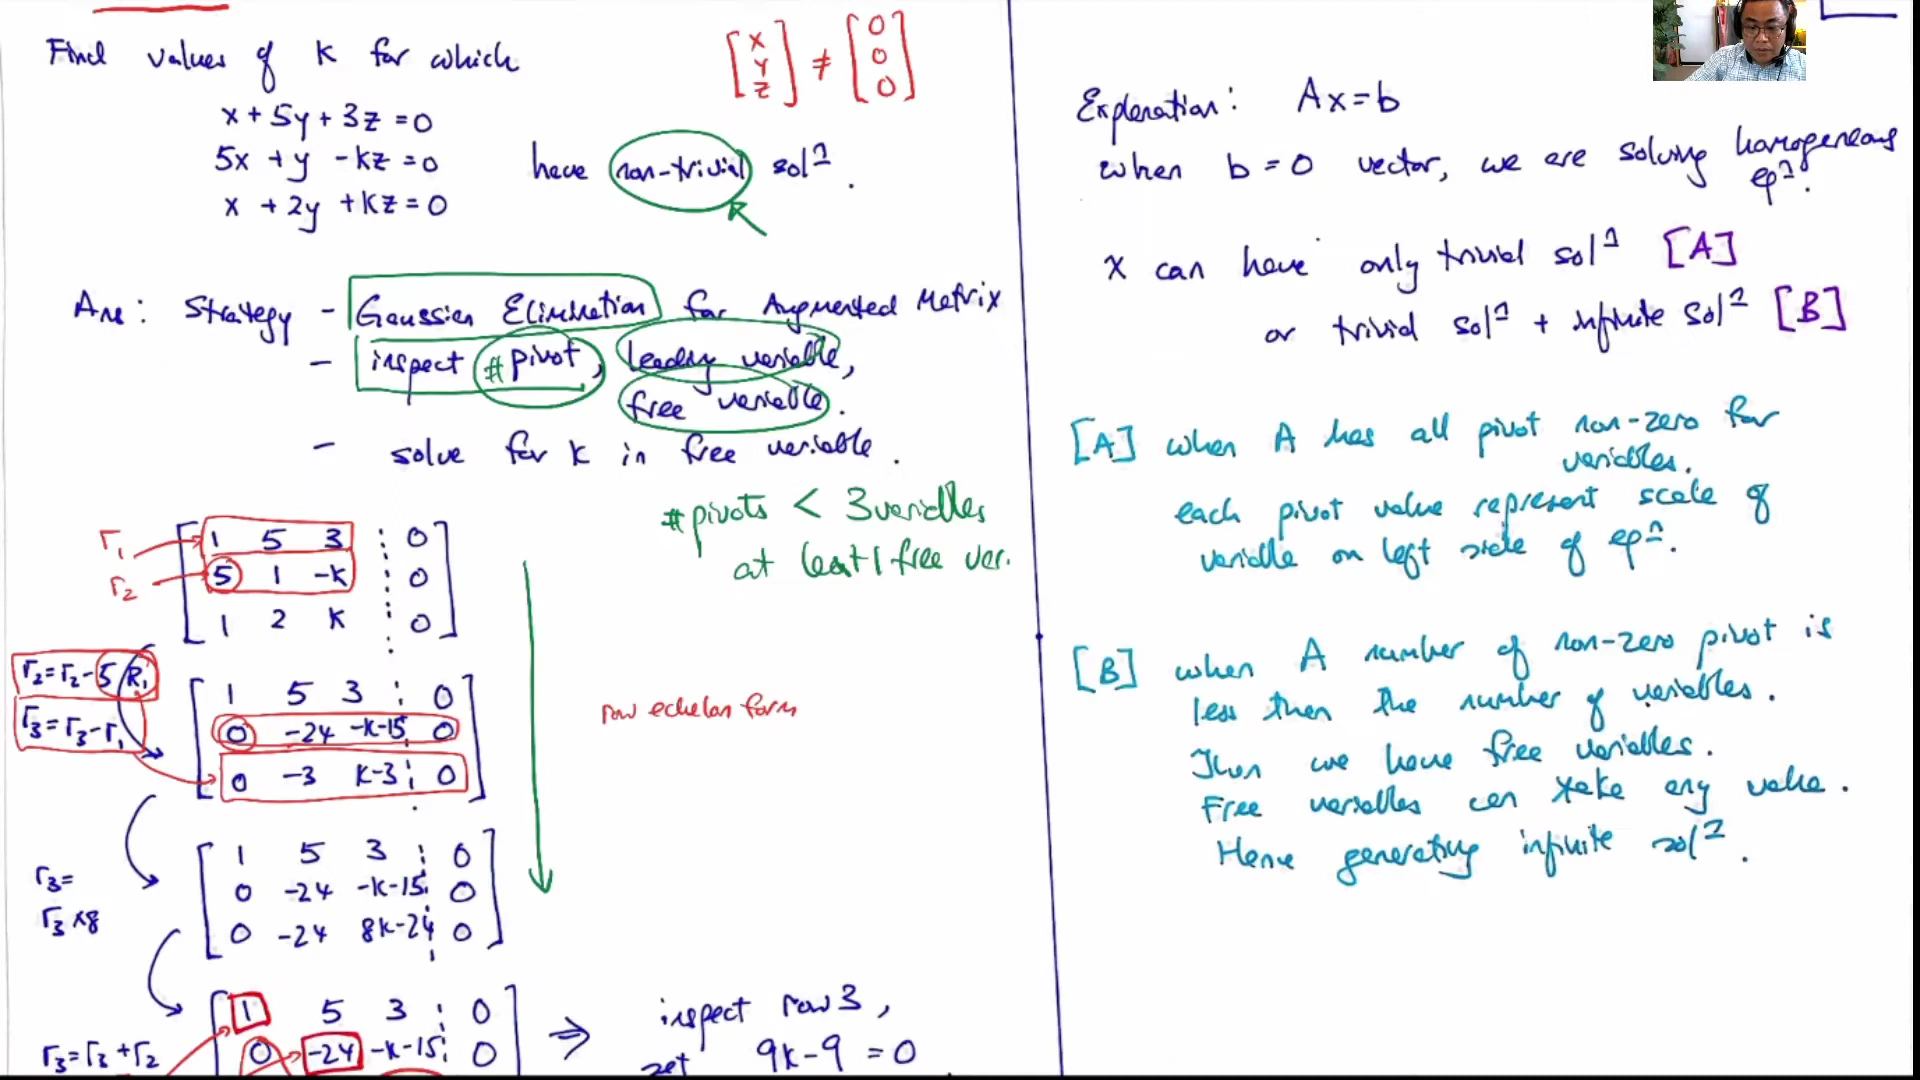 Find values of k for which
x + 5y + 3z = 0
5x + y - kz = 0
x + 2y + kz = 0
have non-trivial sol?.
[x y z] ≠ [0 0 0]
Ans: Strategy - Gaussian Elimination for Augmented Matrix
- inspect # pivot, leading variable,
free variable.
- solve for k in free variable.
# pivots < 3 variables
at least 1 free var.
r1
r2
1 5 3 0
5 1 -k 0
1 2 k 0
r2 = r2 - 5 R1
r3 = r3 - r1
1 5 3 0
0 -24 -k-15 0
0 -3 k-3 0
row echelon form
r3 =
r3 x8
1 5 3 0
0 -24 -k-15 0
0 -24 8k-24 0
r3 = r3 + r2
1 5 3 0
0 -24 -k-15 0
⇒ inspect row 3,
set 9k-9 = 0
Explanation: Ax=b
when b = 0 vector, we are solving homogeneous
eq?.
x can have only trivial sol? [A]
or trivial sol? + infinite sol? [B]
[A] when A has all pivot non-zero for
variables.
each pivot value represent scale of
variable on left side of eq?.
[B] when A number of non-zero pivot is
less then the number of variables.
Then we have free variables.
Free variables can take any value.
Hence generating infinite sol?.